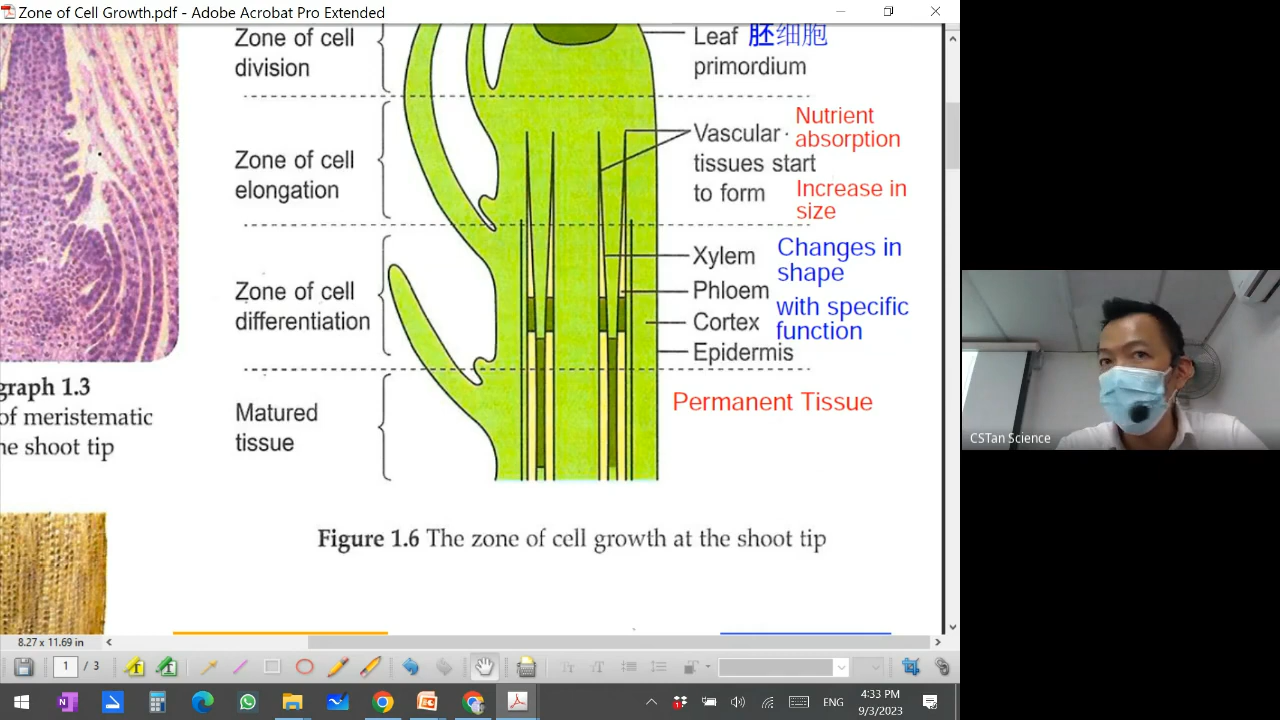 Zone of Cell Growth.pdf - Adobe Acrobat Pro Extended
Zone of cell
division
Leaf 胚细胞
primordium
Zone of cell
elongation
Vascular
tissues start
to form
Nutrient
absorption
Increase in
size
Zone of cell
differentiation
Xylem
Phloem
Cortex
Epidermis
Changes in
shape
with specific
function
Matured
tissue
Permanent Tissue
graph 1.3
of meristematic
he shoot tip
Figure 1.6 The zone of cell growth at the shoot tip
CSTan Science
8.27 x 11.69 in
1 / 3
ENG
4:33 PM
9/3/2023